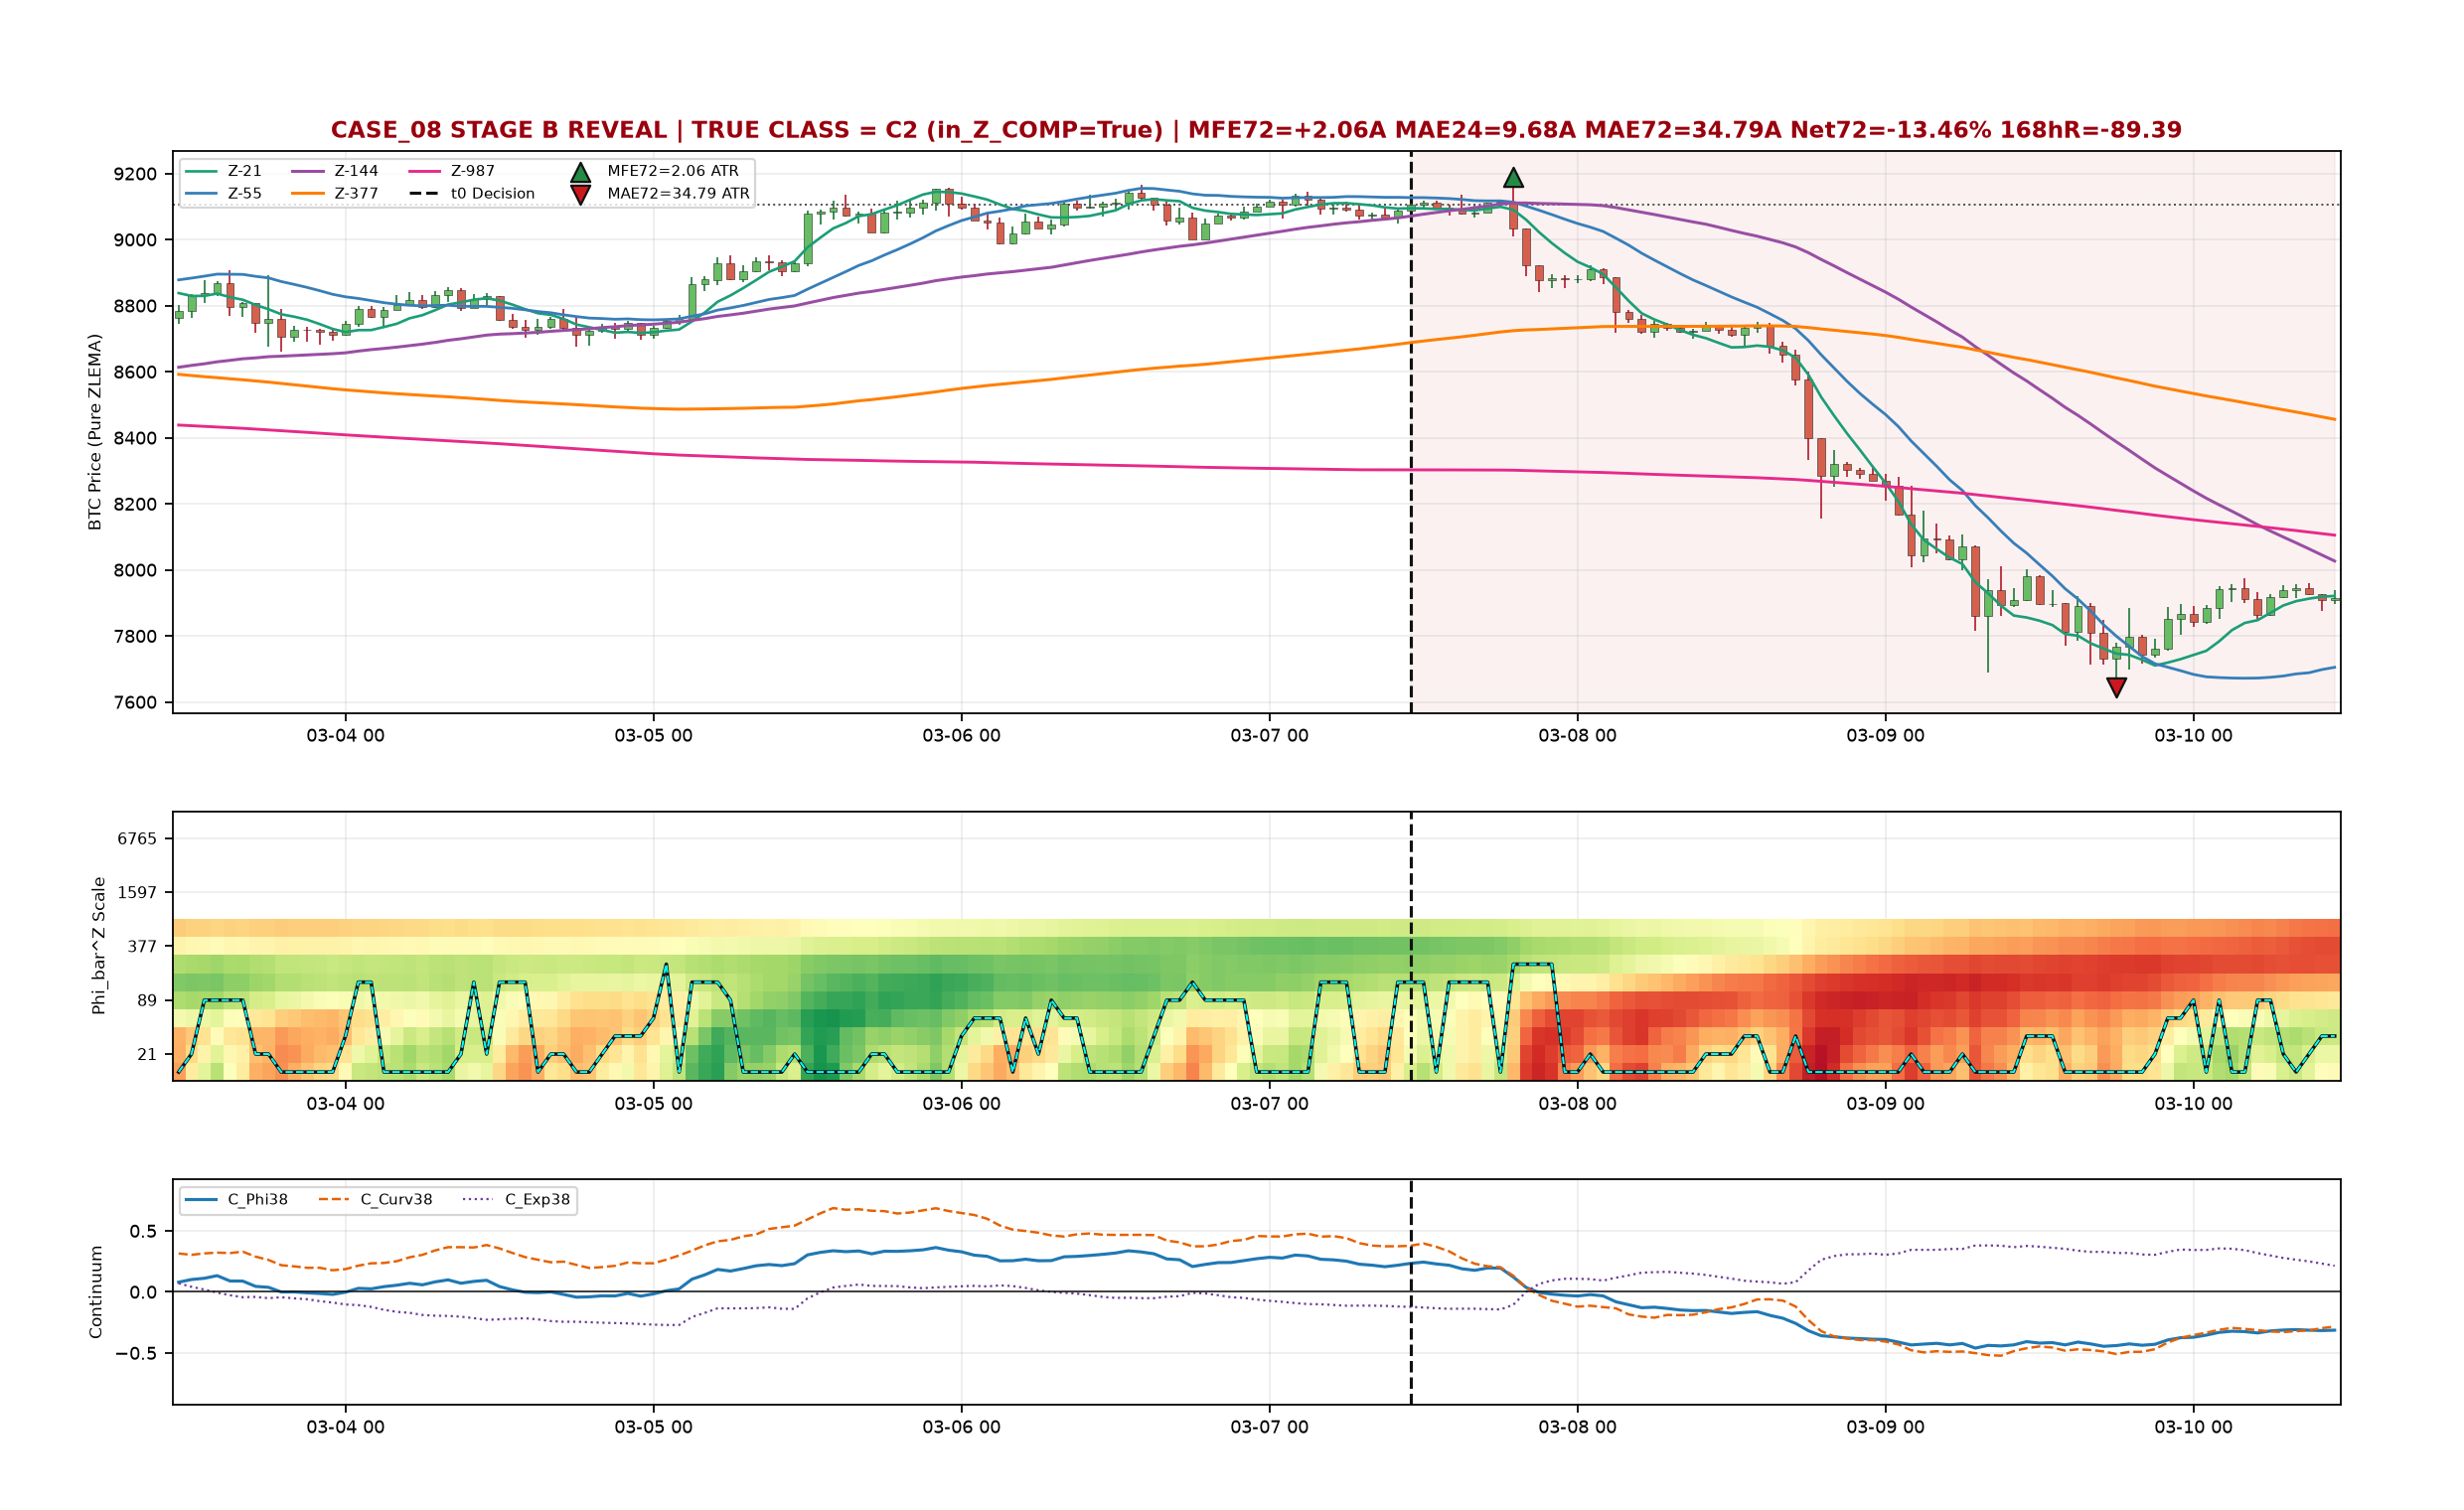 CASE_08 STAGE B REVEAL | TRUE CLASS = C2 (in_Z_COMP=True) | MFE72=+2.06A MAE24=9.68A MAE72=34.79A Net72=-13.46% 168hR=-89.39
Z-21 Z-144 Z-987 MFE72=2.06 ATR
Z-55 Z-377 t0 Decision MAE72=34.79 ATR
BTC Price (Pure ZLEMA)
9200
9000
8800
8600
8400
8200
8000
7800
7600
03-04 00 03-05 00 03-06 00 03-07 00 03-08 00 03-09 00 03-10 00
Phi_bar^Z Scale
6765
1597
377
89
21
03-04 00 03-05 00 03-06 00 03-07 00 03-08 00 03-09 00 03-10 00
C_Phi38 C_Curv38 C_Exp38
Continuum
0.5
0.0
−0.5
03-04 00 03-05 00 03-06 00 03-07 00 03-08 00 03-09 00 03-10 00